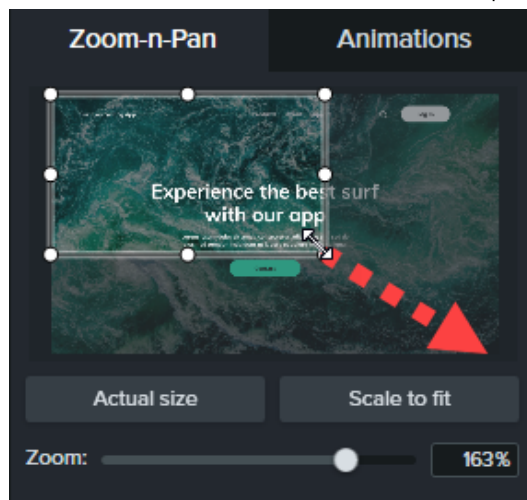 Zoom-n-Pan
Animations
Experience the best surf
with our app
Actual size
Scale to fit
Zoom:
163%